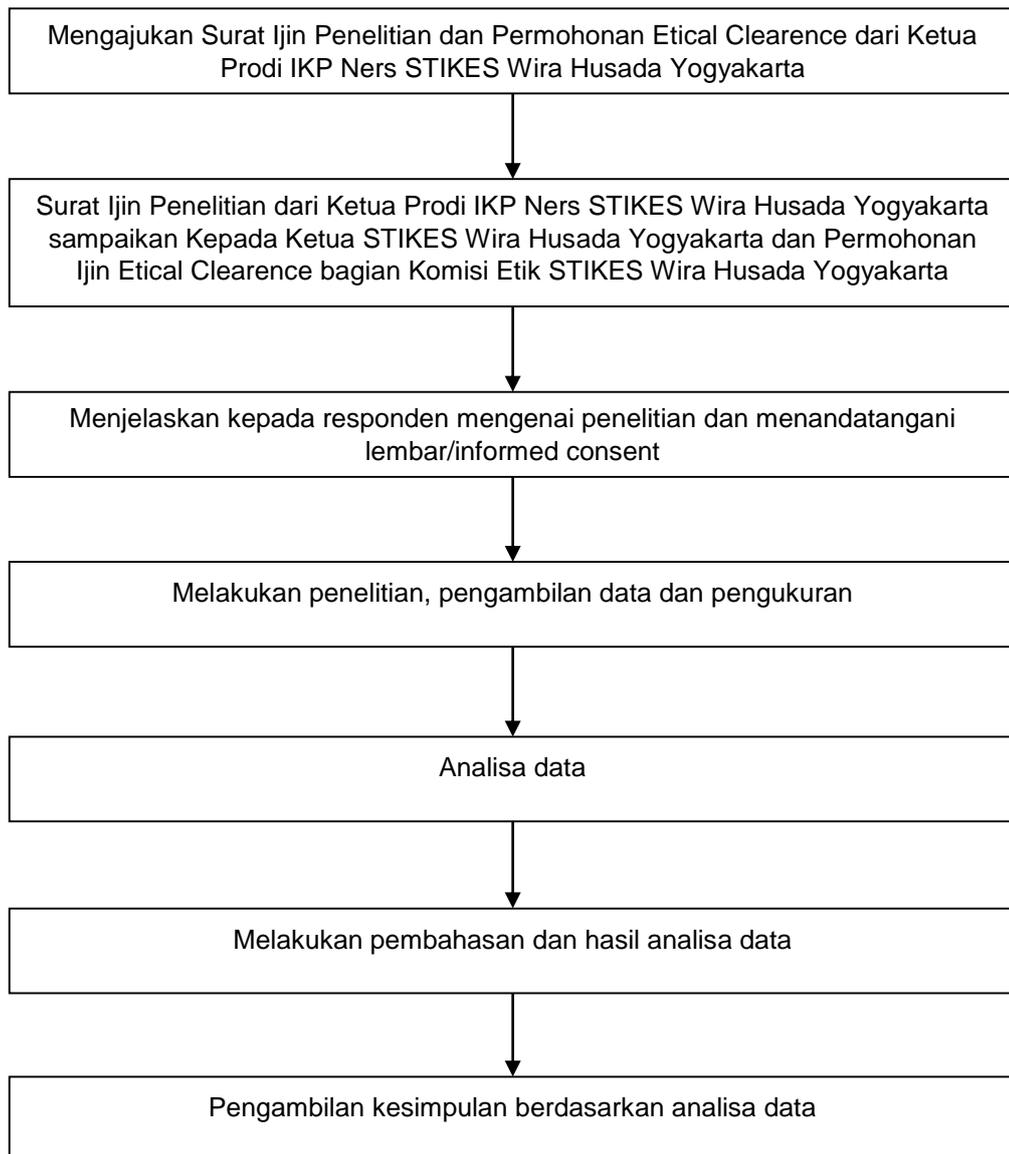 Mengajukan Surat Ijin Penelitian dan Permohonan Etical Clearence dari Ketua
Prodi IKP Ners STIKES Wira Husada Yogyakarta
Surat Ijin Penelitian dari Ketua Prodi IKP Ners STIKES Wira Husada Yogyakarta
sampaikan Kepada Ketua STIKES Wira Husada Yogyakarta dan Permohonan
Ijin Etical Clearence bagian Komisi Etik STIKES Wira Husada Yogyakarta
Menjelaskan kepada responden mengenai penelitian dan menandatangani
lembar/informed consent
Melakukan penelitian, pengambilan data dan pengukuran
Analisa data
Melakukan pembahasan dan hasil analisa data
Pengambilan kesimpulan berdasarkan analisa data